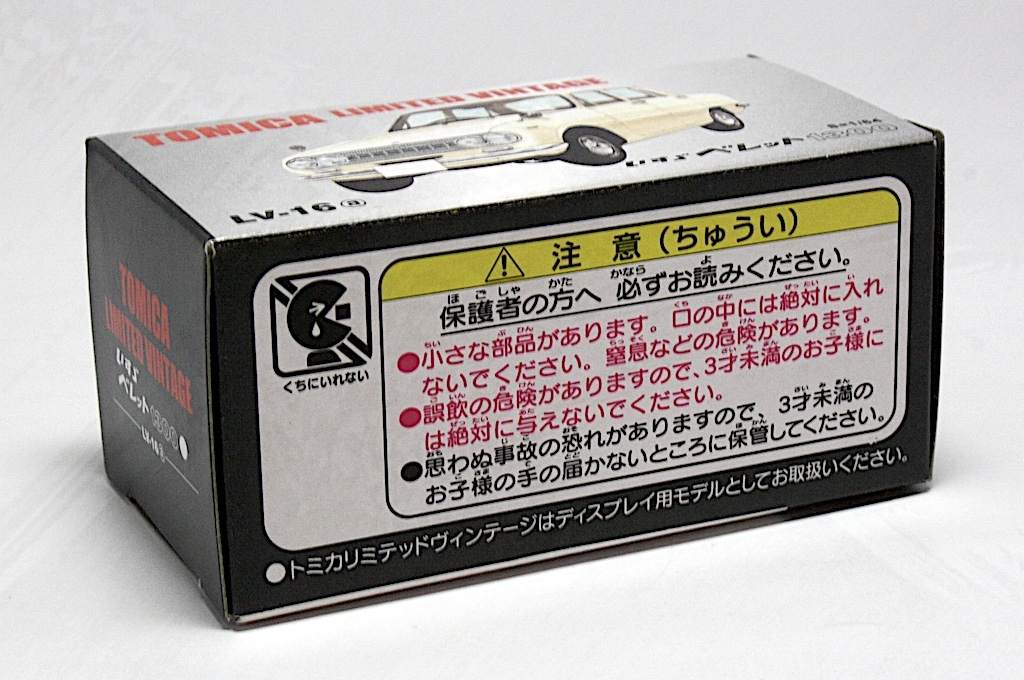 TOMICA LIMITED VINTAGE
S=1/64
いすゞ ベレット 1300
LV-16 a
TOMICA
LIMITED VINTAGE
いすゞ
ベレット1300
LV-16
くちにいれない
注 意 (ちゅうい)
保護者の方へ 必ずお読みください。
●小さな部品があります。口の中には絶対に入れ
ないでください。窒息などの危険があります。
●誤飲の危険がありますので、3才未満のお子様に
は絶対に与えないでください。
●思わぬ事故の恐れがありますので、3才未満の
お子様の手の届かないところに保管してください。
●トミカリミテッドヴィンテージはディスプレイ用モデルとしてお取扱いください。